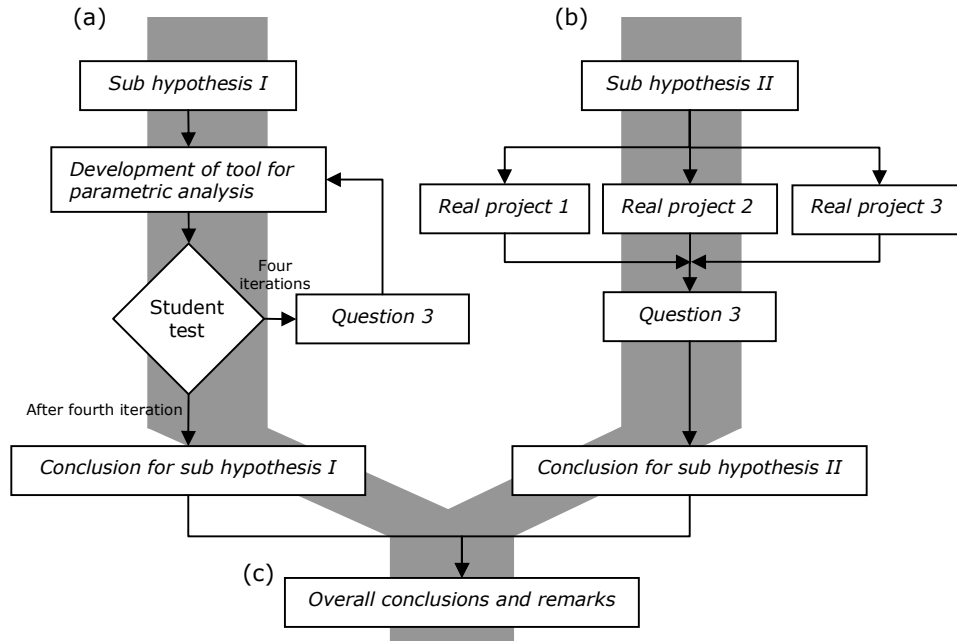 (a)
Sub hypothesis I
Development of tool for
parametric analysis
Student
test
Four
iterations
Question 3
After fourth iteration
Conclusion for sub hypothesis I
(b)
Sub hypothesis II
Real project 1
Real project 2
Real project 3
Question 3
Conclusion for sub hypothesis II
(c)
Overall conclusions and remarks